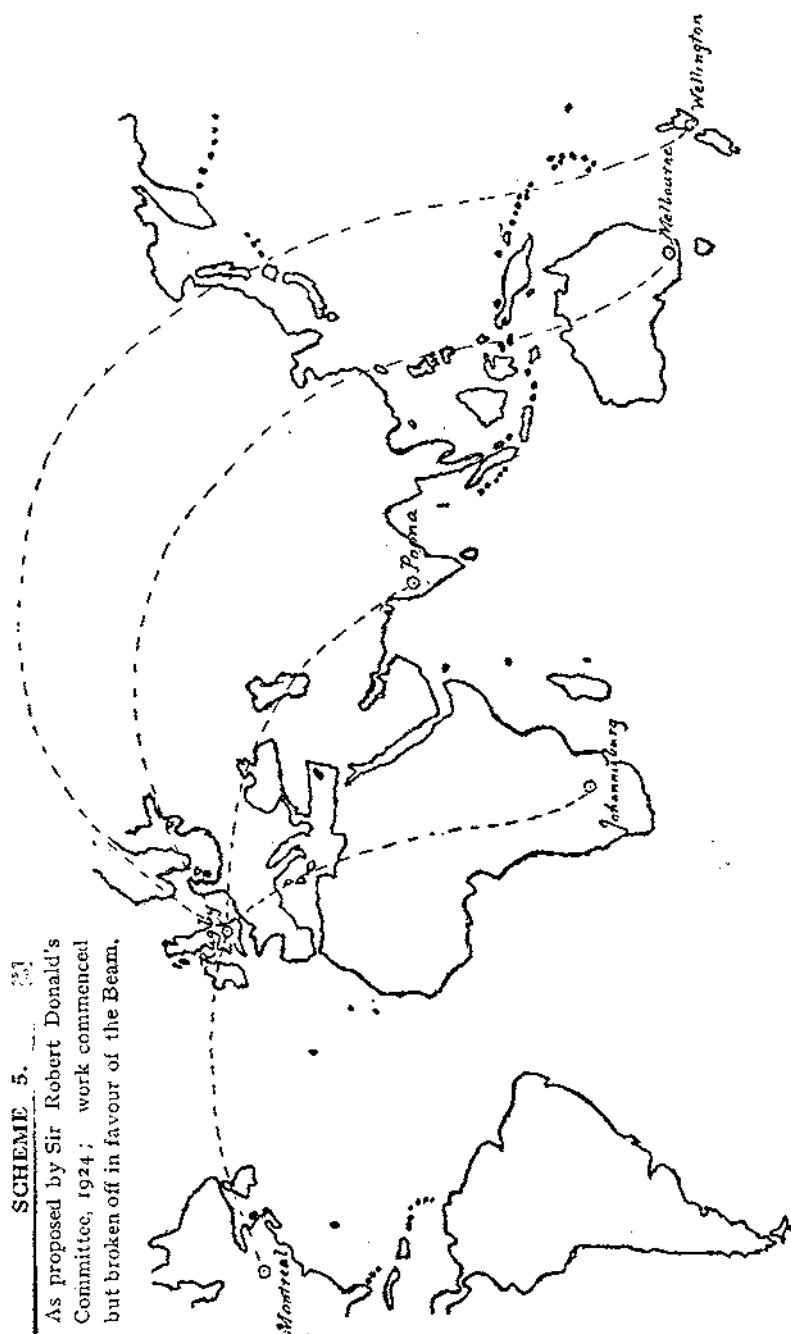 SCHEME 5.
As proposed by Sir Robert Donald's
Committee, 1924; work commenced
but broken off in favour of the Beam.
Montreal
Rugby
Johannisburg
Poona
Melbourne
Wellington